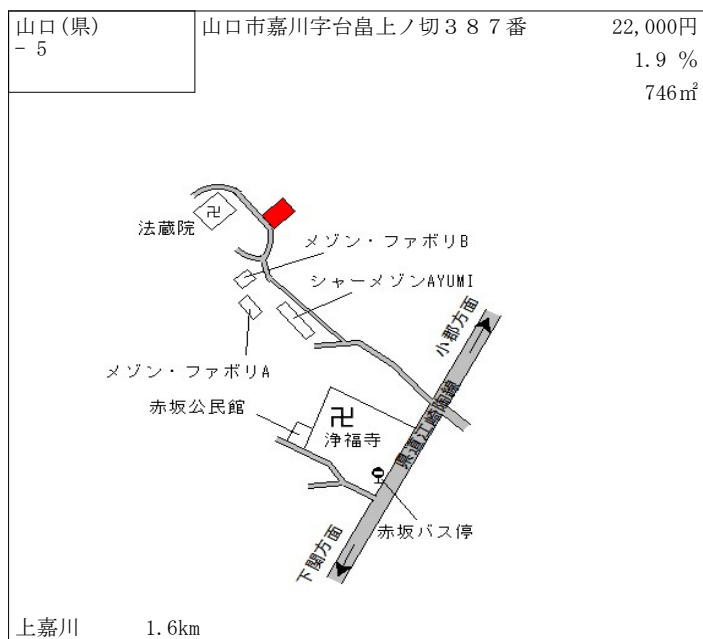 山口(県)
- 5
山口市嘉川字台畠上ノ切387番
22,000円
1.9 %
746㎡
法蔵院
メゾン・ファボリB
シャーメゾンAYUMI
小郡方面
メゾン・ファボリA
赤坂公民館
卍
浄福寺
県道江崎陶線
赤坂バス停
下関方面
上嘉川 1.6km